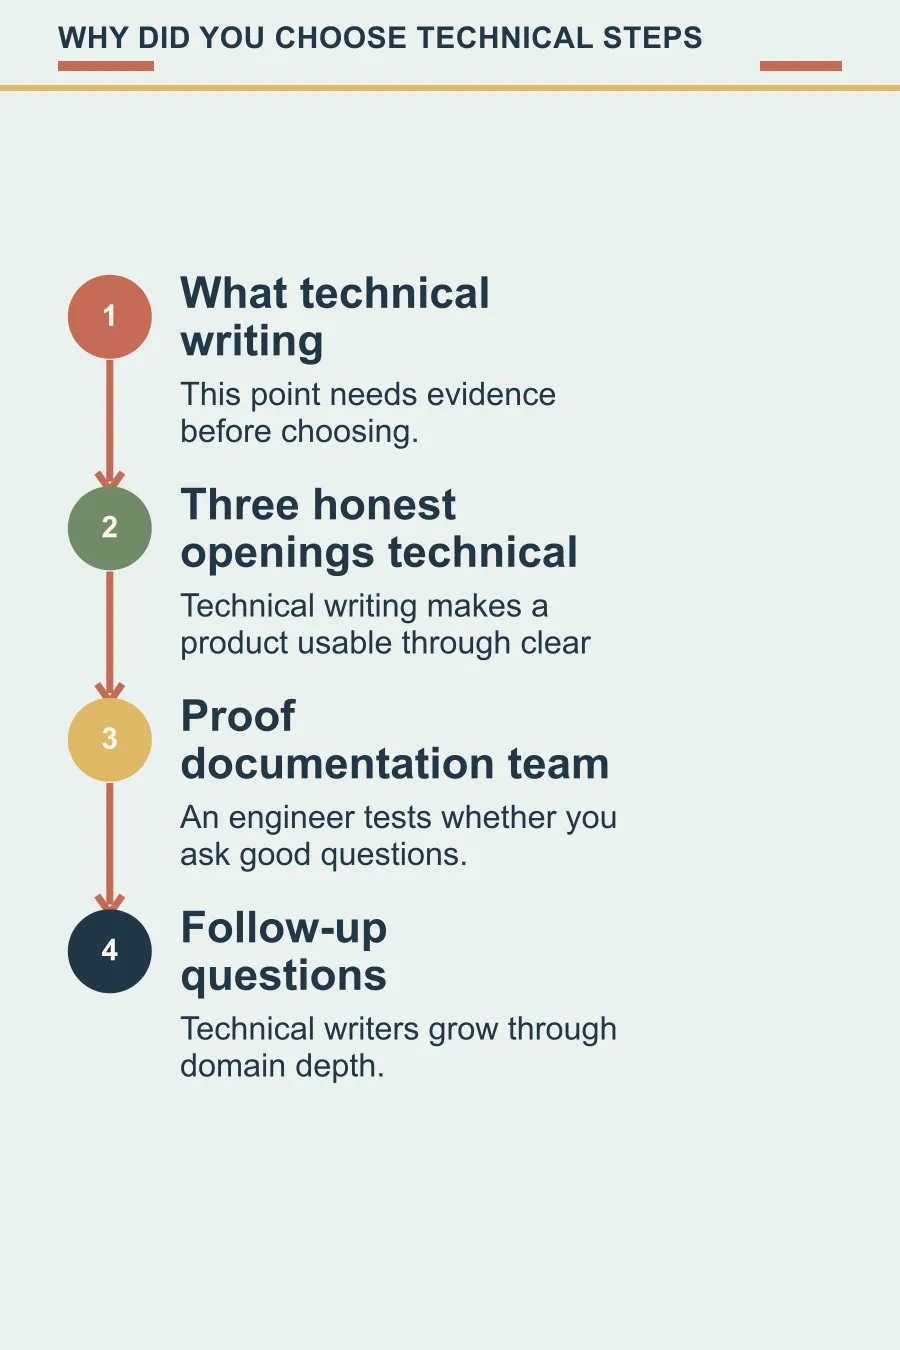 WHY DID YOU CHOOSE TECHNICAL STEPS
1
What technical
writing
This point needs evidence
before choosing.
2
Three honest
openings technical
Technical writing makes a
product usable through clear
3
Proof
documentation team
An engineer tests whether you
ask good questions.
4
Follow-up
questions
Technical writers grow through
domain depth.